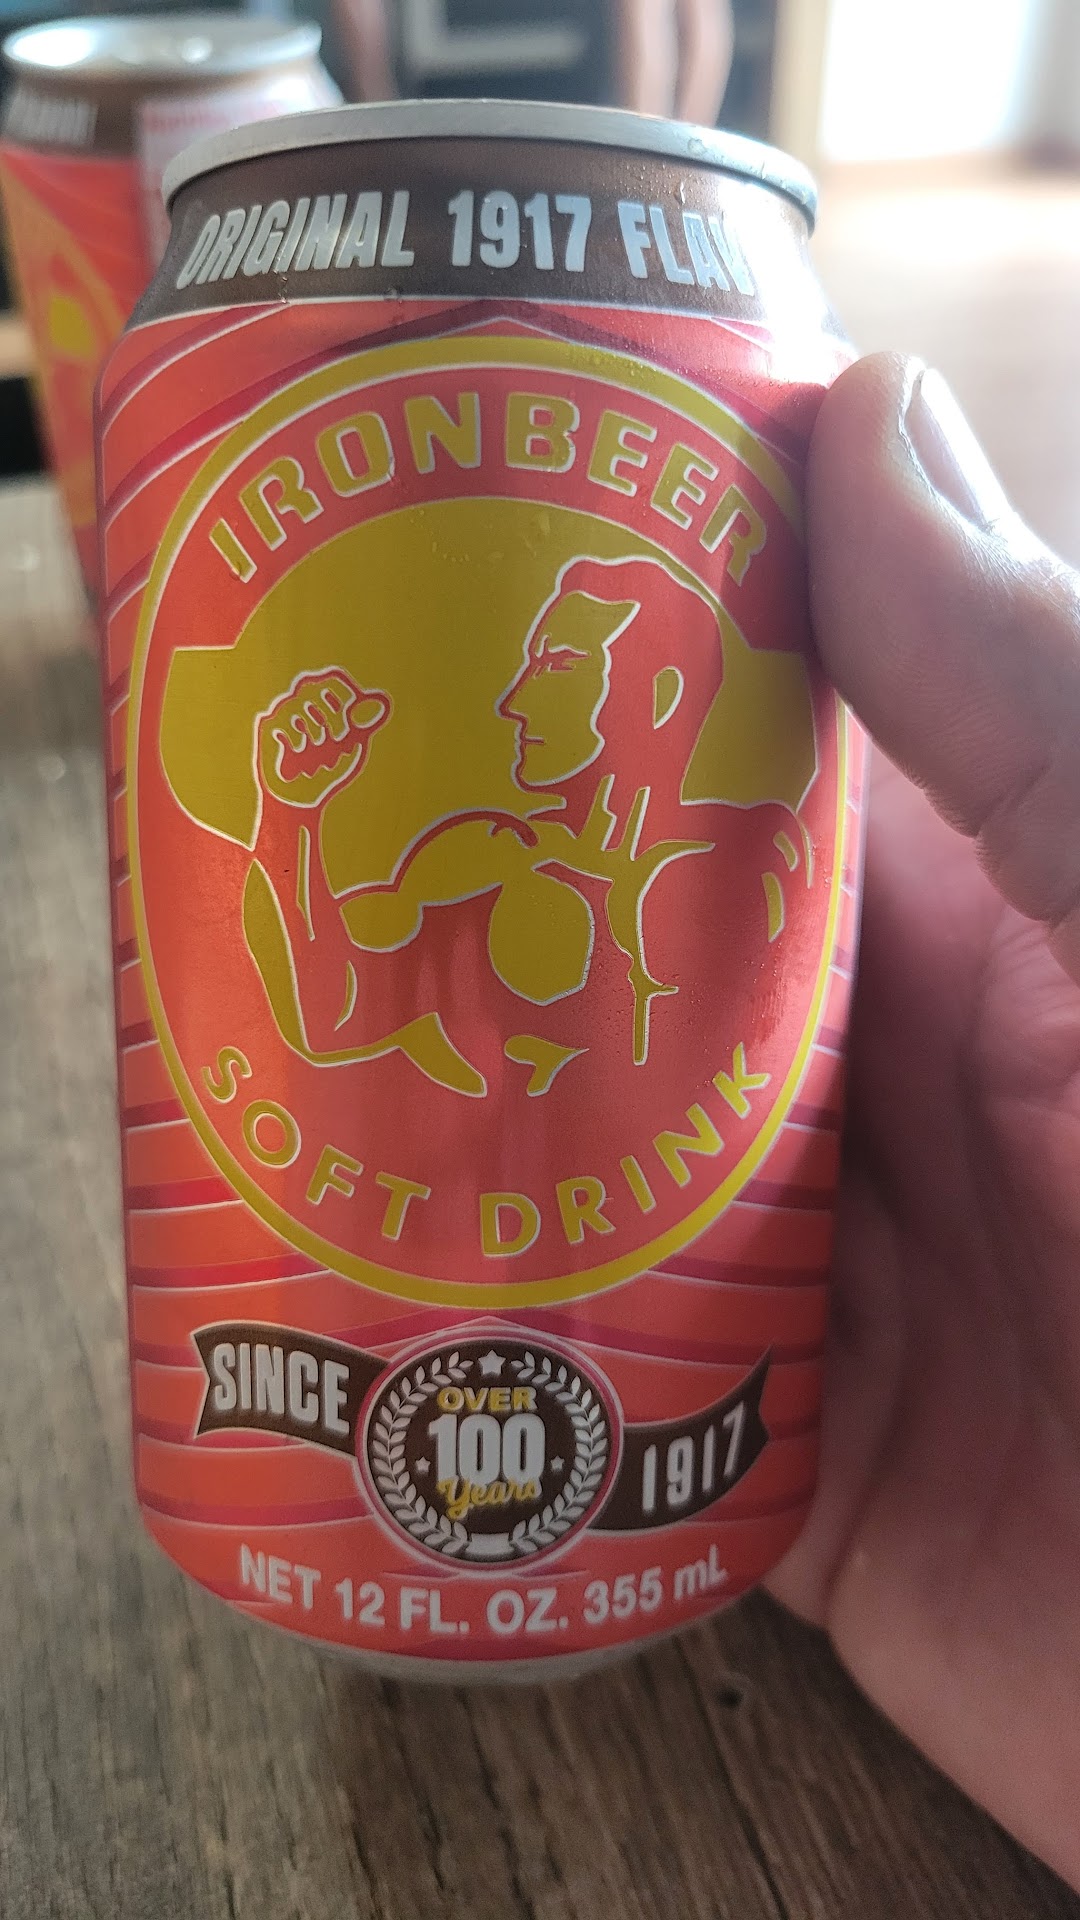 ORIGINAL 1917
IRONBEER
SOFT DRINK
SINCE
OVER
100
Years
1917
NET 12 FL. OZ. 355 mL